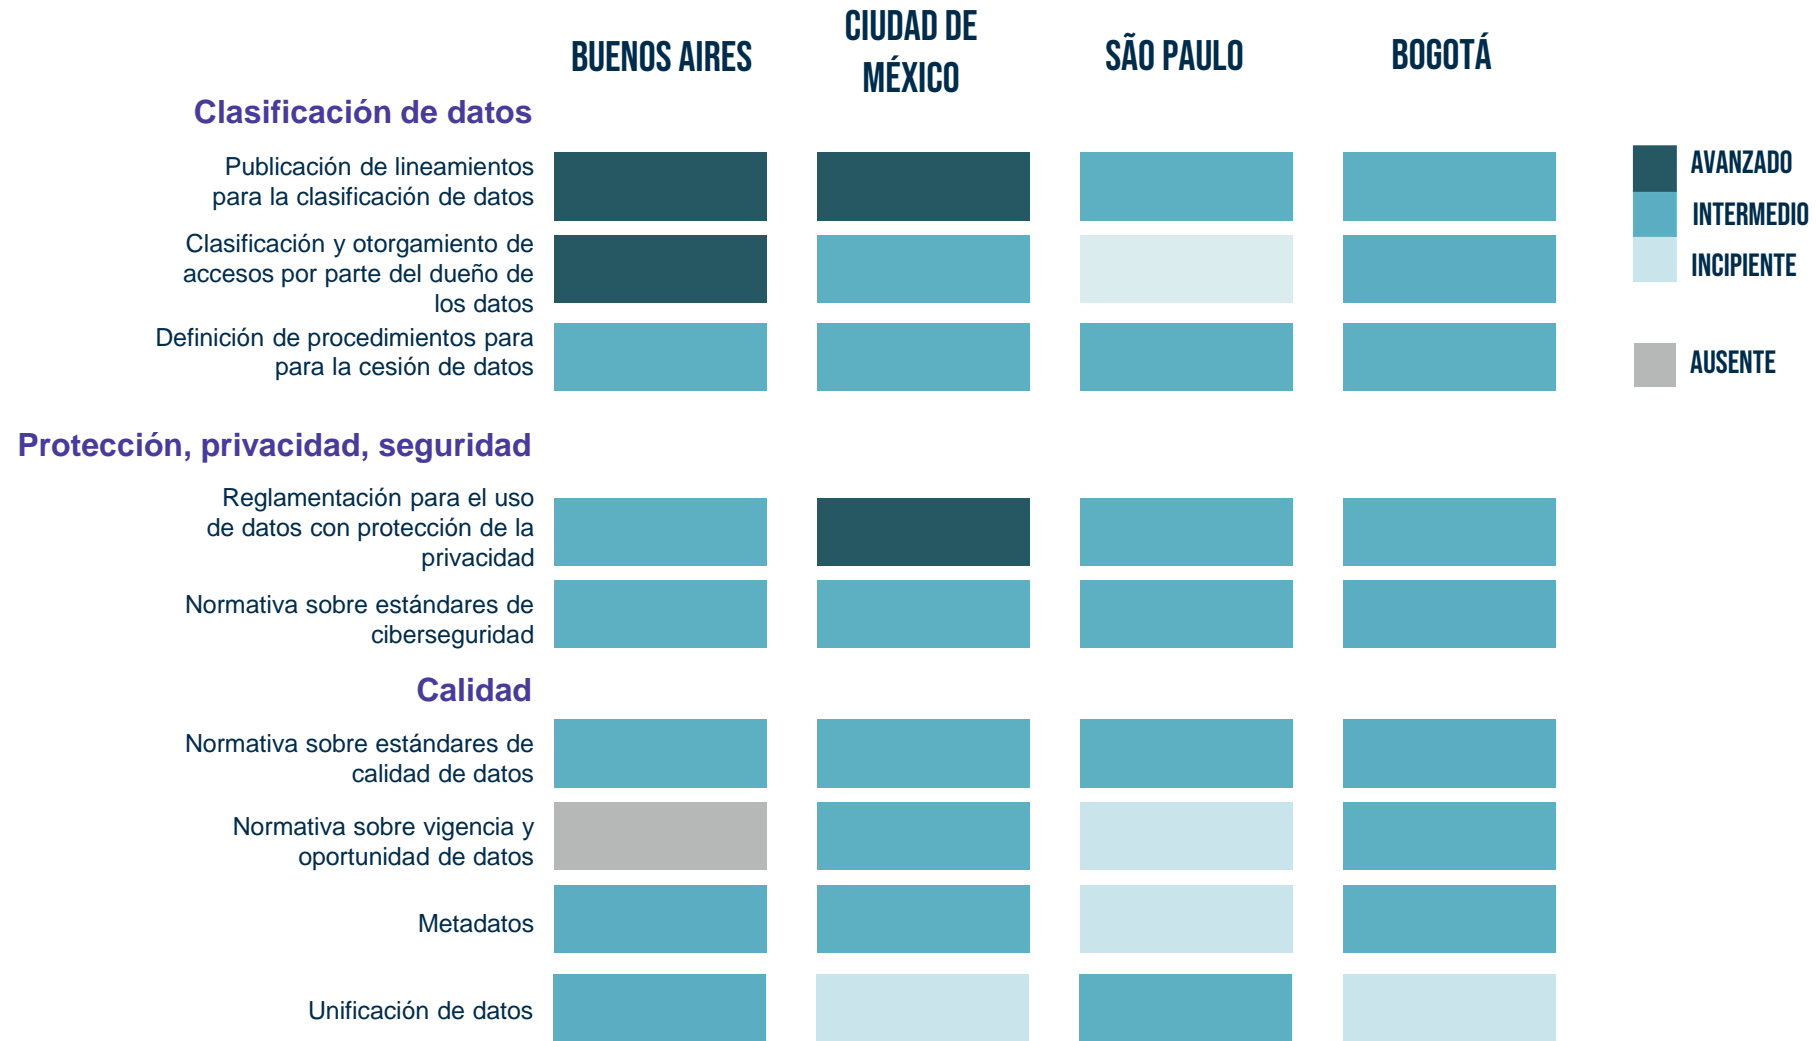 BUENOS AIRES
CIUDAD DE
MÉXICO
SÃO PAULO
BOGOTÁ
Clasificación de datos
Publicación de lineamientos
para la clasificación de datos
Clasificación y otorgamiento de
accesos por parte del dueño de
los datos
Definición de procedimientos para
para la cesión de datos
Protección, privacidad, seguridad
Reglamentación para el uso
de datos con protección de la
privacidad
Normativa sobre estándares de
ciberseguridad
Calidad
Normativa sobre estándares de
calidad de datos
Normativa sobre vigencia y
oportunidad de datos
Metadatos
Unificación de datos
AVANZADO
INTERMEDIO
INCIPIENTE
AUSENTE